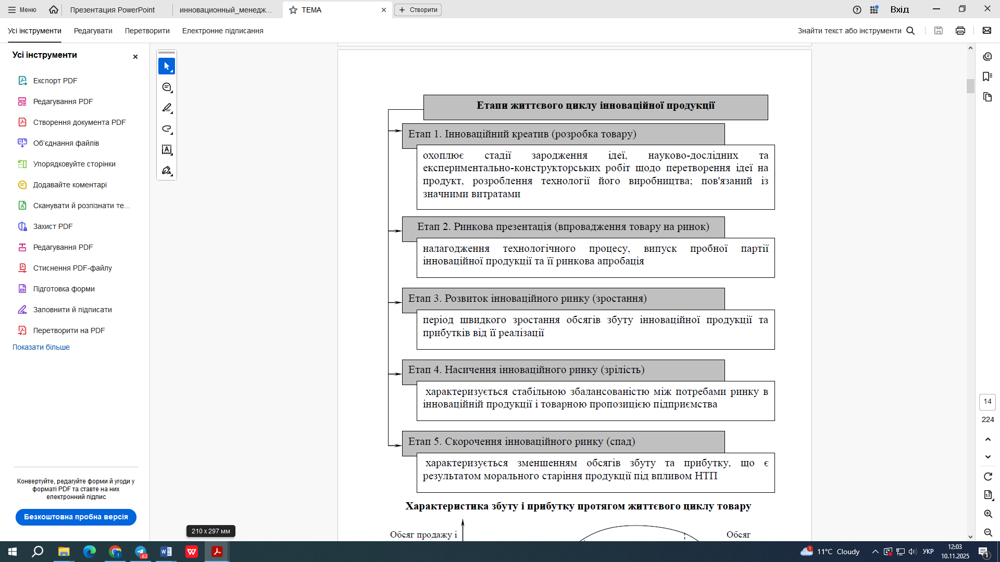 Меню
Презентация PowerPoint
инновационный_менедж...
ТЕМА
Створити
Вхід
Усі інструменти
Редагувати
Перетворити
Електронне підписання
Знайти текст або інструменти
Усі інструменти
Експорт PDF
Редагування PDF
Створення документа PDF
Об'єднання файлів
Упорядковуйте сторінки
Додавайте коментарі
Сканувати й розпізнати те...
Захист PDF
Редагування PDF
Стиснення PDF-файлу
Підготовка форми
Заповнити й підписати
Перетворити на PDF
Показати більше
Конвертуйте, редагуйте форми й угоди у
форматі PDF та ставте на них
електронний підпис
Безкоштовна пробна версія
210 x 297 мм
Етапи життєвого циклу інноваційної продукції
Етап 1. Інноваційний креатив (розробка товару)
охоплює стадії зародження ідеї, науково-дослідних та
експериментально-конструкторських робіт щодо перетворення ідеї на
продукт, розроблення технології його виробництва; пов'язаний із
значними витратами
Етап 2. Ринкова презентація (впровадження товару на ринок)
налагодження технологічного процесу, випуск пробної партії
інноваційної продукції та її ринкова апробація
Етап 3. Розвиток інноваційного ринку (зростання)
період швидкого зростання обсягів збуту інноваційної продукції та
прибутків від її реалізації
Етап 4. Насичення інноваційного ринку (зрілість)
характеризується стабільною збалансованістю між потребами ринку в
інноваційній продукції і товарною пропозицією підприємства
Етап 5. Скорочення інноваційного ринку (спад)
характеризується зменшенням обсягів збуту та прибутку, що є
результатом морального старіння продукції під впливом НТП
Характеристика збуту і прибутку протягом життєвого циклу товару
Обсяг продажу і
Обсяг
14
224
1:1
.62
1
11°C Cloudy
УКР
12:03
10.11.2025
1